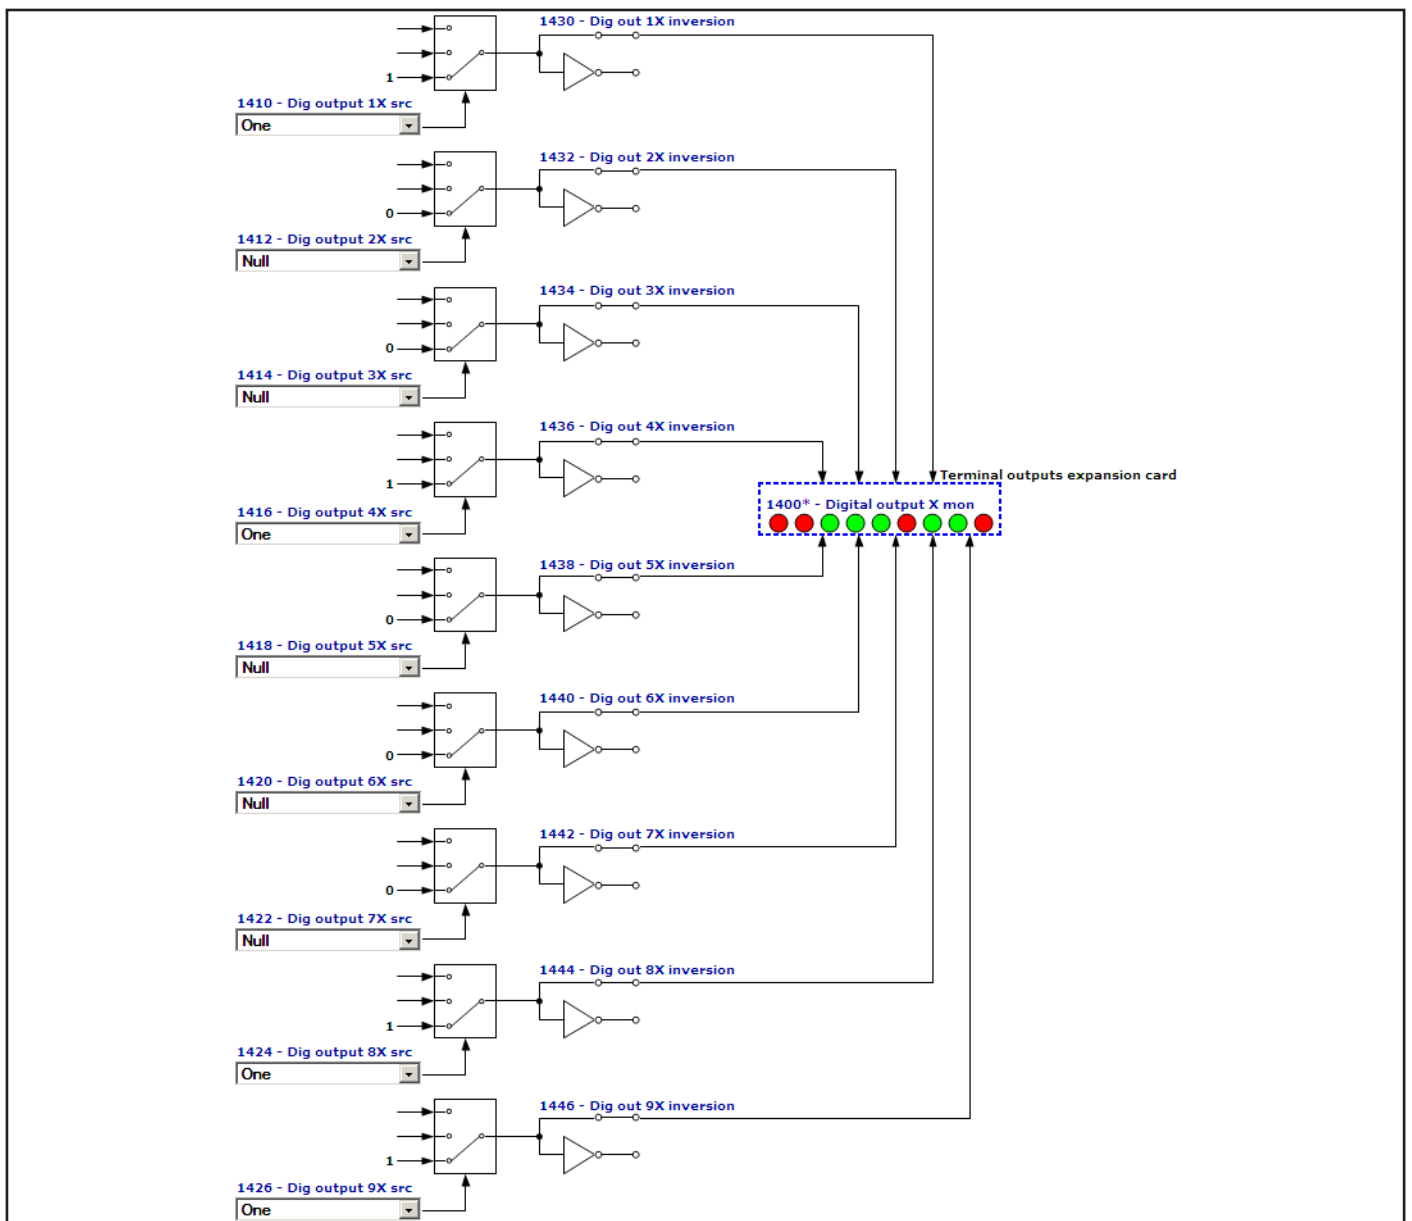 1430 - Dig out 1X inversion
1
1410 - Dig output 1X src
One
1432 - Dig out 2X inversion
0
1412 - Dig output 2X src
Null
1434 - Dig out 3X inversion
0
1414 - Dig output 3X src
Null
1436 - Dig out 4X inversion
1
1416 - Dig output 4X src
One
Terminal outputs expansion card
1400* - Digital output X mon
1438 - Dig out 5X inversion
0
1418 - Dig output 5X src
Null
1440 - Dig out 6X inversion
0
1420 - Dig output 6X src
Null
1442 - Dig out 7X inversion
0
1422 - Dig output 7X src
Null
1444 - Dig out 8X inversion
1
1424 - Dig output 8X src
One
1446 - Dig out 9X inversion
1
1426 - Dig output 9X src
One